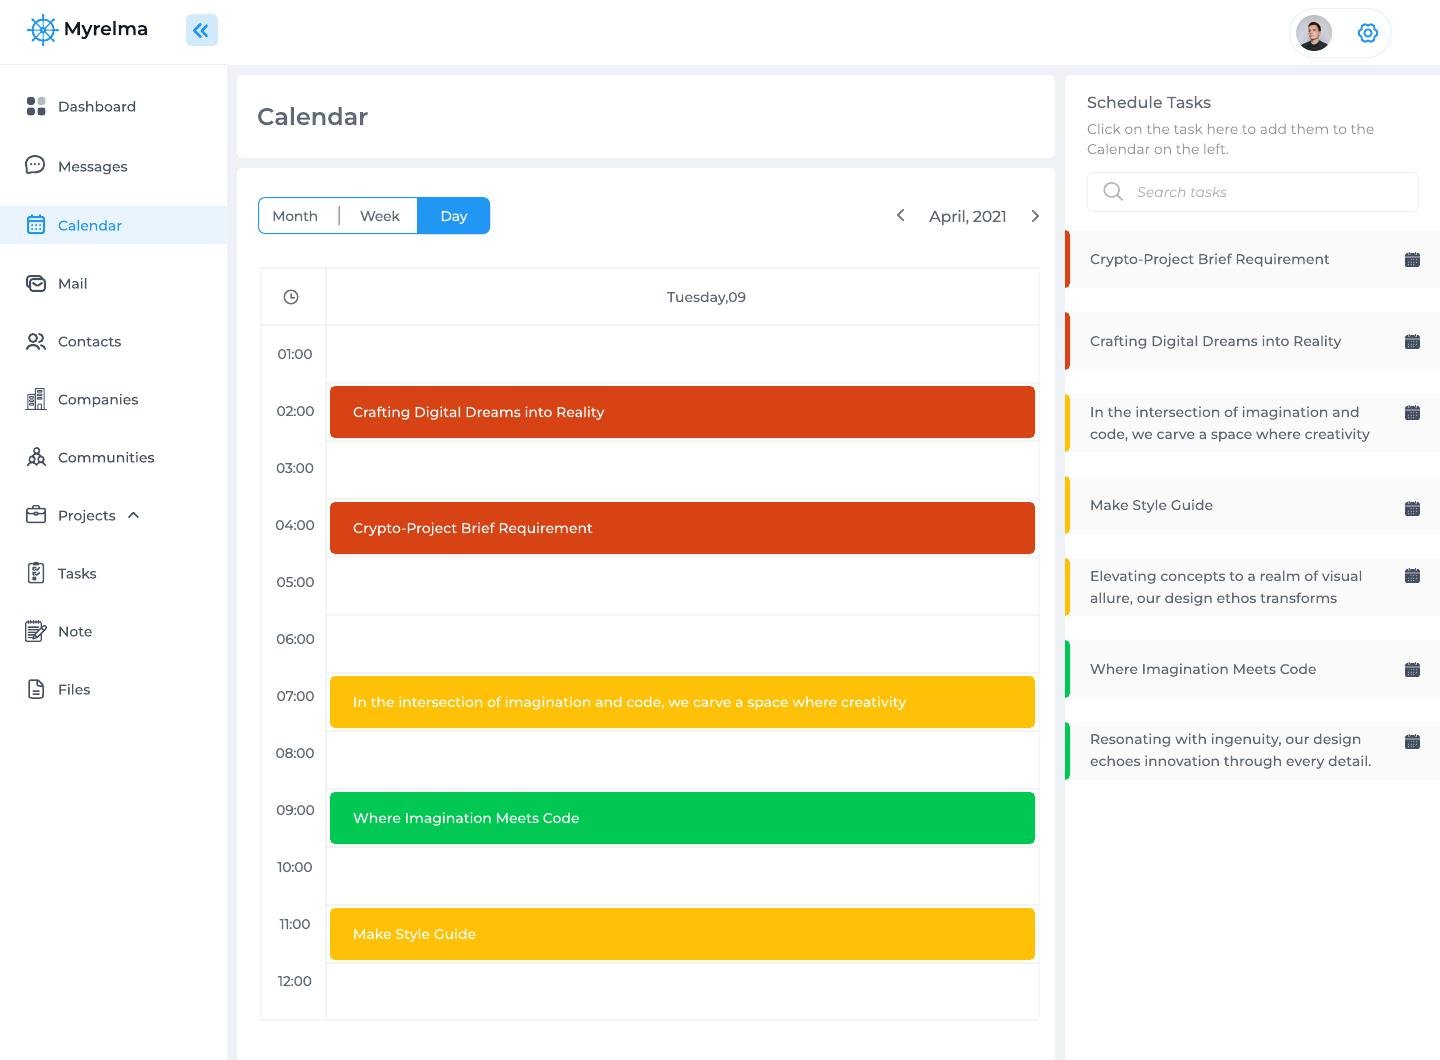 Myrelma
Dashboard
Messages
Calendar
Mail
Contacts
Companies
Communities
Projects
Tasks
Note
Files
Calendar
Month
Week
Day
April, 2021
Tuesday,09
01:00
02:00
Crafting Digital Dreams into Reality
03:00
04:00
Crypto-Project Brief Requirement
05:00
06:00
07:00
In the intersection of imagination and code, we carve a space where creativity
08:00
09:00
Where Imagination Meets Code
10:00
11:00
Make Style Guide
12:00
Schedule Tasks
Click on the task here to add them to the
Calendar on the left.
Search tasks
Crypto-Project Brief Requirement
Crafting Digital Dreams into Reality
In the intersection of imagination and
code, we carve a space where creativity
Make Style Guide
Elevating concepts to a realm of visual
allure, our design ethos transforms
Where Imagination Meets Code
Resonating with ingenuity, our design
echoes innovation through every detail.